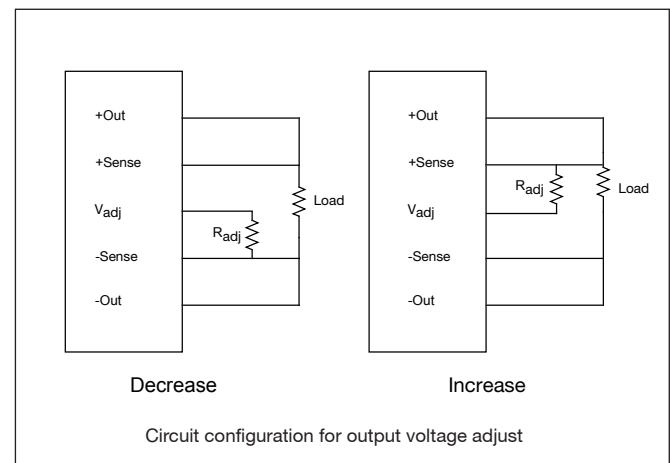 +Out
+Sense
Vadj
-Sense
-Out
Radj
Load
Decrease
+Out
+Sense
Vadj
-Sense
-Out
Radj
Load
Increase
Circuit configuration for output voltage adjust